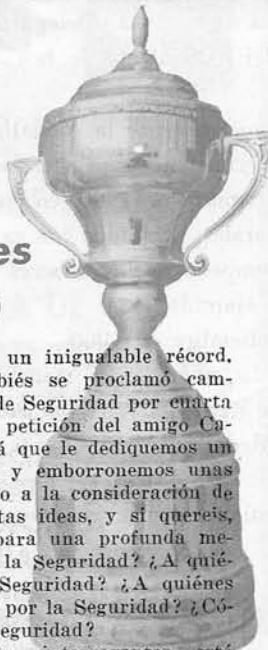 es
un inigualable récord.
biés se proclamó cam-
de Seguridad por cuarta
petición del amigo Ca-
á que le dediquemos un
y emborronemos unas
o a la consideración de
tas ideas, y si quereis,
para una profunda me-
la Seguridad? ¿A quié-
Seguridad? ¿A quiénes
por la Seguridad? ¿Có-
eguridad?